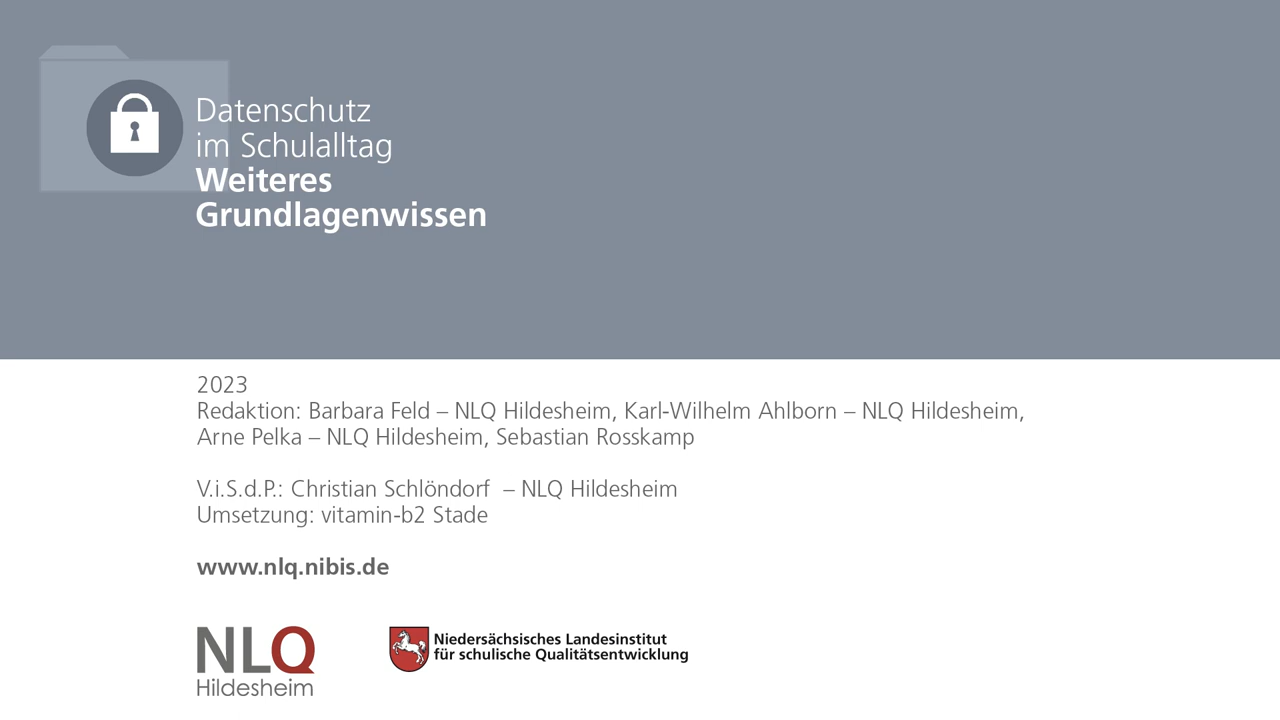 Datenschutz
im Schulalltag
Weiteres
Grundlagenwissen
2023
Redaktion: Barbara Feld – NLQ Hildesheim, Karl-Wilhelm Ahlborn – NLQ Hildesheim,
Arne Pelka – NLQ Hildesheim, Sebastian Rosskamp
V.i.S.d.P.: Christian Schlöndorf – NLQ Hildesheim
Umsetzung: vitamin-b2 Stade
www.nlq.nibis.de
NLQ
Hildesheim
Niedersächsisches Landesinstitut
für schulische Qualitätsentwicklung